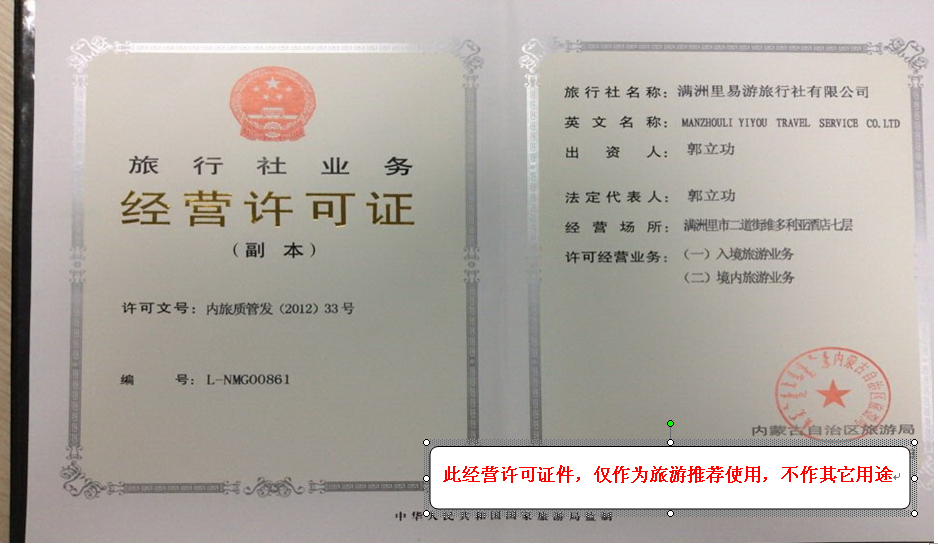 旅行社业务
经营许可证
（副本）
许可文号：内旅质管发（2012）33号
编号：L-NMG00861
旅行社名称：满洲里易游旅行社有限公司
英文名称：MANZHOULI YIYOU TRAVEL SERVICE CO.LTD
出资人：郭立功
法定代表人：郭立功
经营场所：满洲里市二道街维多利亚酒店七层
许可经营业务：（一）入境旅游业务
（二）境内旅游业务
内蒙古自治区旅游局
此经营许可证件，仅作为旅游推荐使用，不作其它用途
中华人民共和国国家旅游局监制